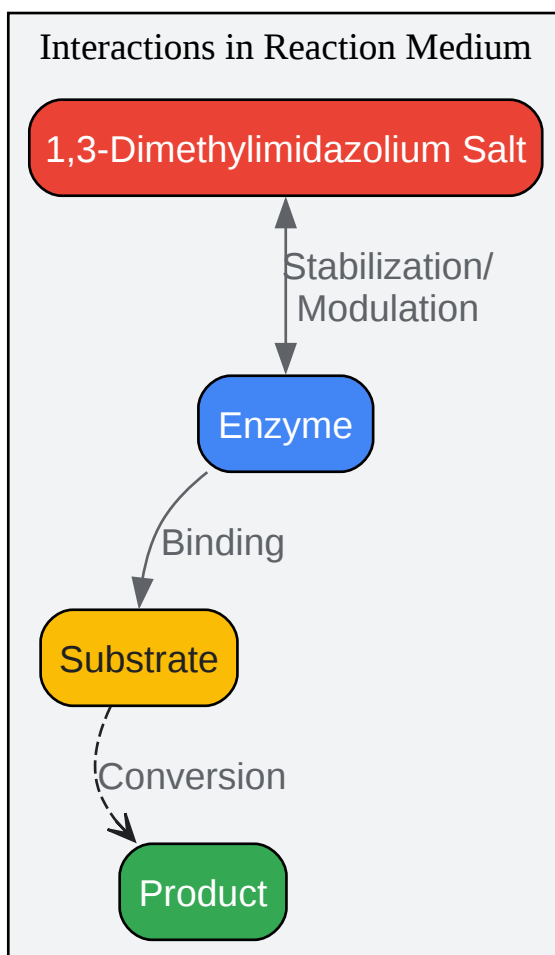 Interactions in Reaction Medium
1,3-Dimethylimidazolium Salt
Stabilization/
Modulation
Enzyme
Binding
Substrate
Conversion
Product